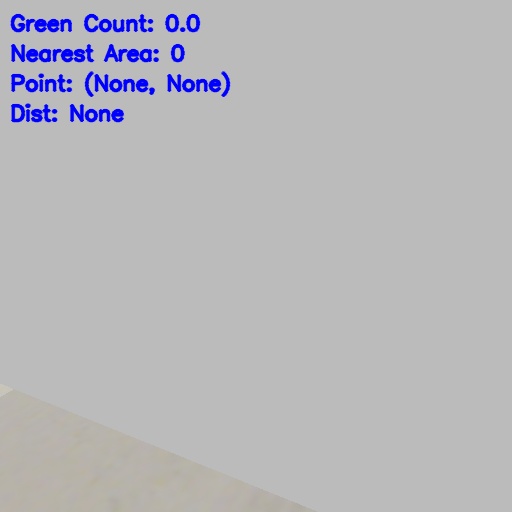 Green Count: 0.0
Nearest Area: 0
Point: (None, None)
Dist: None